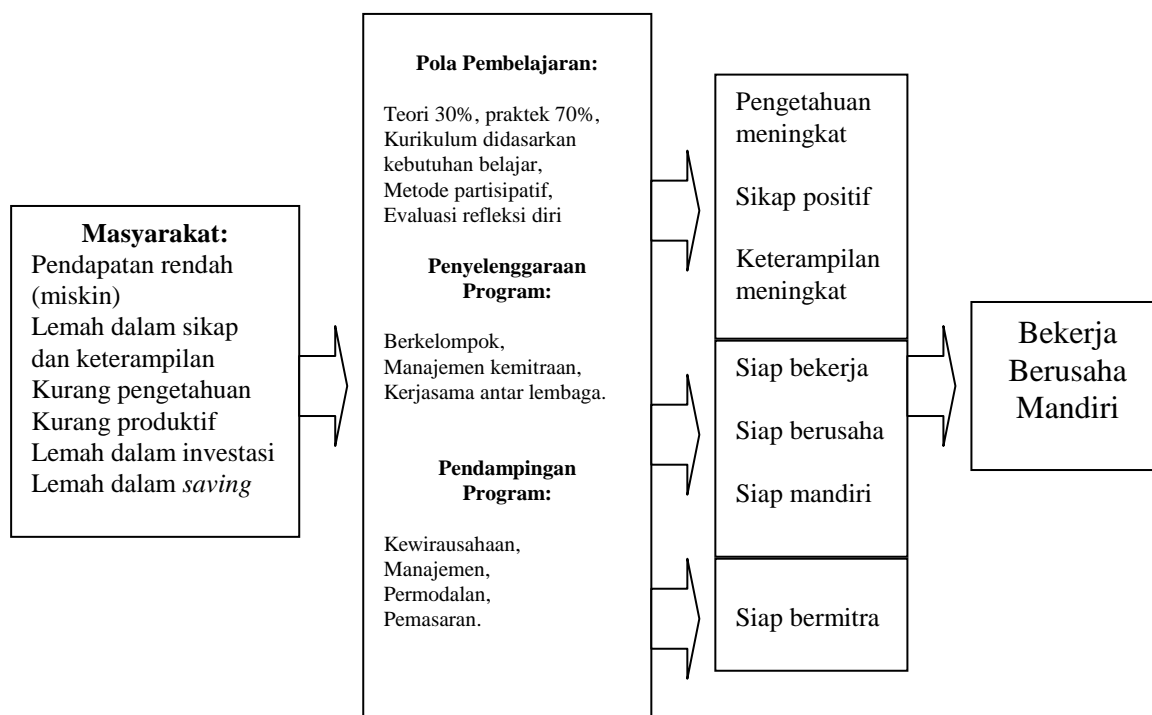 Masyarakat:
Pendapatan rendah
(miskin)
Lemah dalam sikap
dan keterampilan
Kurang pengetahuan
Kurang produktif
Lemah dalam investasi
Lemah dalam saving
Pola Pembelajaran:
Teori 30%, praktek 70%,
Kurikulum didasarkan
kebutuhan belajar,
Metode partisipatif,
Evaluasi refleksi diri
Penyelenggaraan
Program:
Berkelompok,
Manajemen kemitraan,
Kerjasama antar lembaga.
Pendampingan
Program:
Kewirausahaan,
Manajemen,
Permodalan,
Pemasaran.
Pengetahuan
meningkat
Sikap positif
Keterampilan
meningkat
Siap bekerja
Siap berusaha
Siap mandiri
Siap bermitra
Bekerja
Berusaha
Mandiri